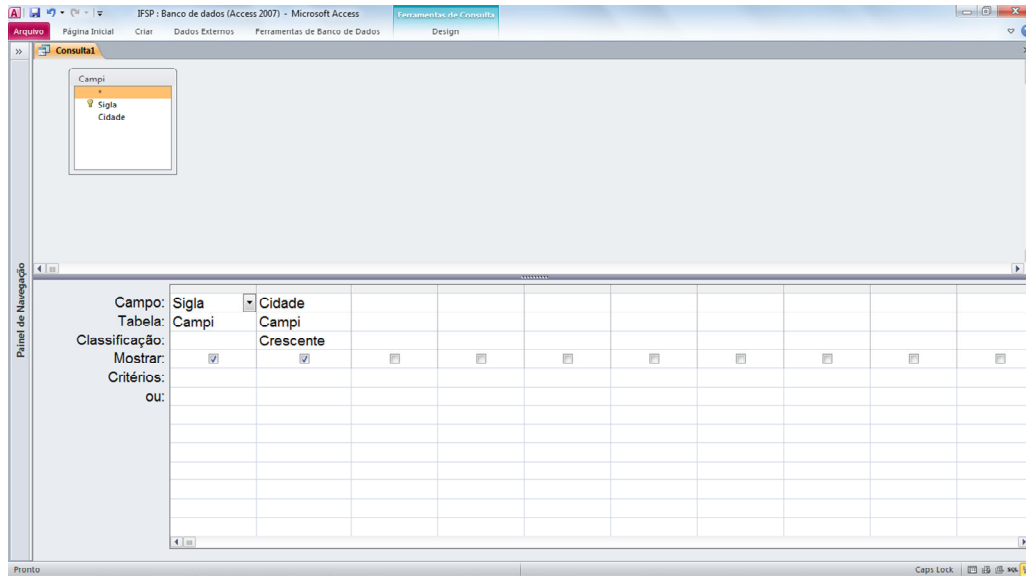 IFSP : Banco de dados (Access 2007) - Microsoft Access
Ferramentas de Consulta
Arquivo Página Inicial Criar Dados Externos Ferramentas de Banco de Dados Design
Consulta1
Campi
*
Sigla
Cidade
Painel de Navegação
Campo: Sigla Cidade
Tabela: Campi Campi
Classificação: Crescente
Mostrar:
Critérios:
ou:
Pronto Caps Lock SQL